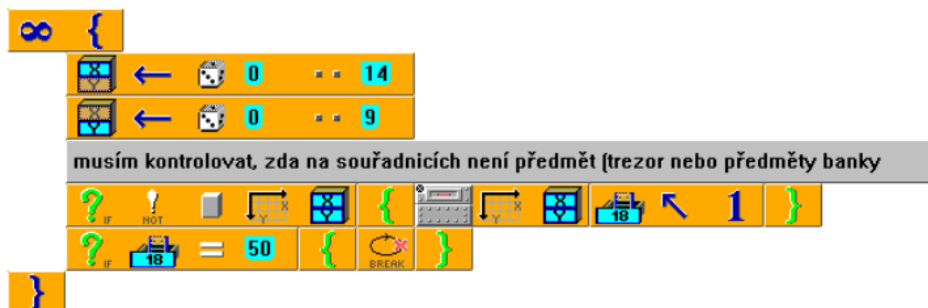 ∞ {
X Y ← 0 .. 14
X Y ← 0 .. 9
musím kontrolovat, zda na souřadnicích není předmět (trezor nebo předměty banky
? IF ! NOT Y X X Y { Y X X Y 18 ↖ 1 }
? IF 18 = 50 { BREAK }
}